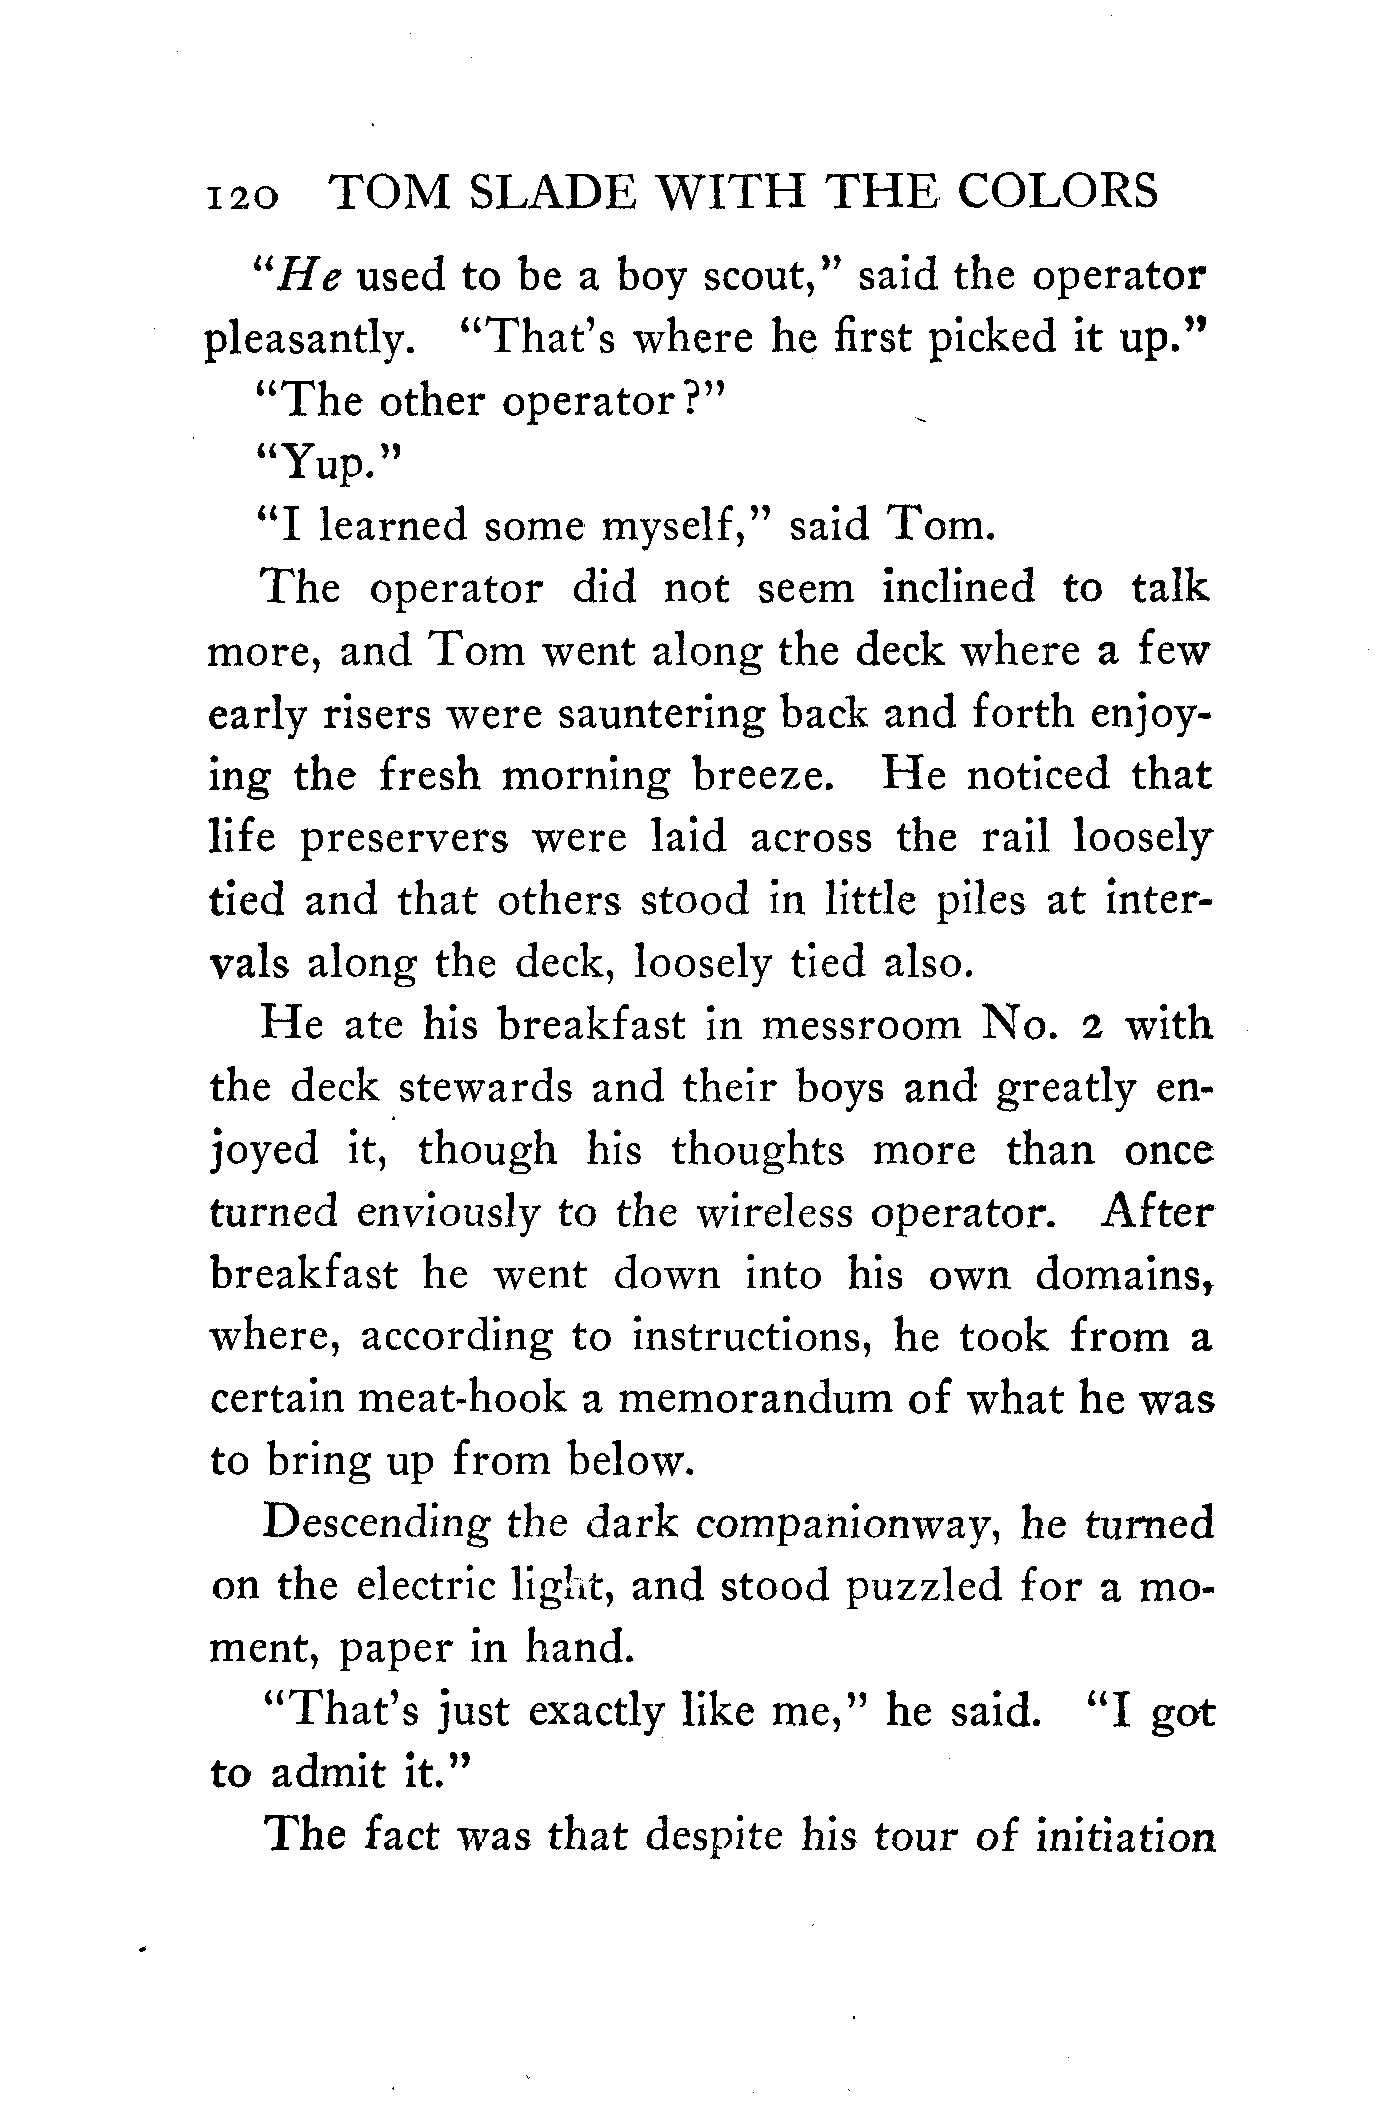 120 TOM SLADE WITH THE COLORS
“He used to be a boy scout,” said the operator
pleasantly. “That’s where he first picked it up.”
“The other operator?”
“Yup.”
“I learned some myself,” said Tom.
The operator did not seem inclined to talk
more, and Tom went along the deck where a few
early risers were sauntering back and forth enjoy-
ing the fresh morning breeze. He noticed that
life preservers were laid across the rail loosely
tied and that others stood in little piles at inter-
vals along the deck, loosely tied also.
He ate his breakfast in messroom No. 2 with
the deck stewards and their boys and greatly en-
joyed it, though his thoughts more than once
turned enviously to the wireless operator. After
breakfast he went down into his own domains,
where, according to instructions, he took from a
certain meat-hook a memorandum of what he was
to bring up from below.
Descending the dark companionway, he turned
on the electric light, and stood puzzled for a mo-
ment, paper in hand.
“That’s just exactly like me,” he said. “I got
to admit it.”
The fact was that despite his tour of initiation